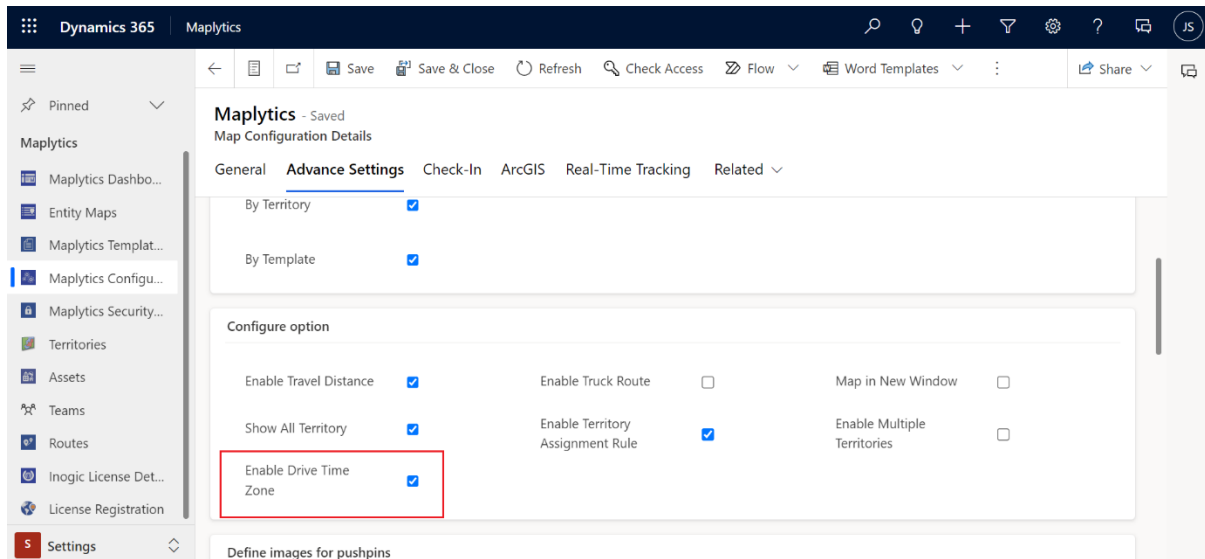 Dynamics 365 Maplytics JS
Save Save & Close Refresh Check Access Flow Word Templates Share
Pinned
Maplytics
Maplytics Dashbo...
Entity Maps
Maplytics Templat...
Maplytics Configu...
Maplytics Security...
Territories
Assets
Teams
Routes
Inogic License Det...
License Registration
S Settings
Maplytics - Saved
Map Configuration Details
General Advance Settings Check-In ArcGIS Real-Time Tracking Related
By Territory
By Template
Configure option
Enable Travel Distance Enable Truck Route Map in New Window
Show All Territory
Enable Territory
Assignment Rule
Enable Multiple
Territories
Enable Drive Time
Zone
Define images for pushpins